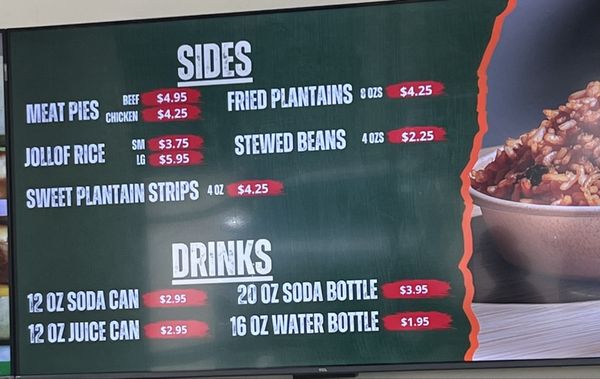 SIDES
MEAT PIES BEEF $4.95
CHICKEN $4.25
FRIED PLANTAINS 8 OZS $4.25
JOLLOF RICE SM $3.75
LG $5.95
STEWED BEANS 4 OZS $2.25
SWEET PLANTAIN STRIPS 4 OZ $4.25
DRINKS
12 OZ SODA CAN $2.95
20 OZ SODA BOTTLE $3.95
12 OZ JUICE CAN $2.95
16 OZ WATER BOTTLE $1.95
TCL